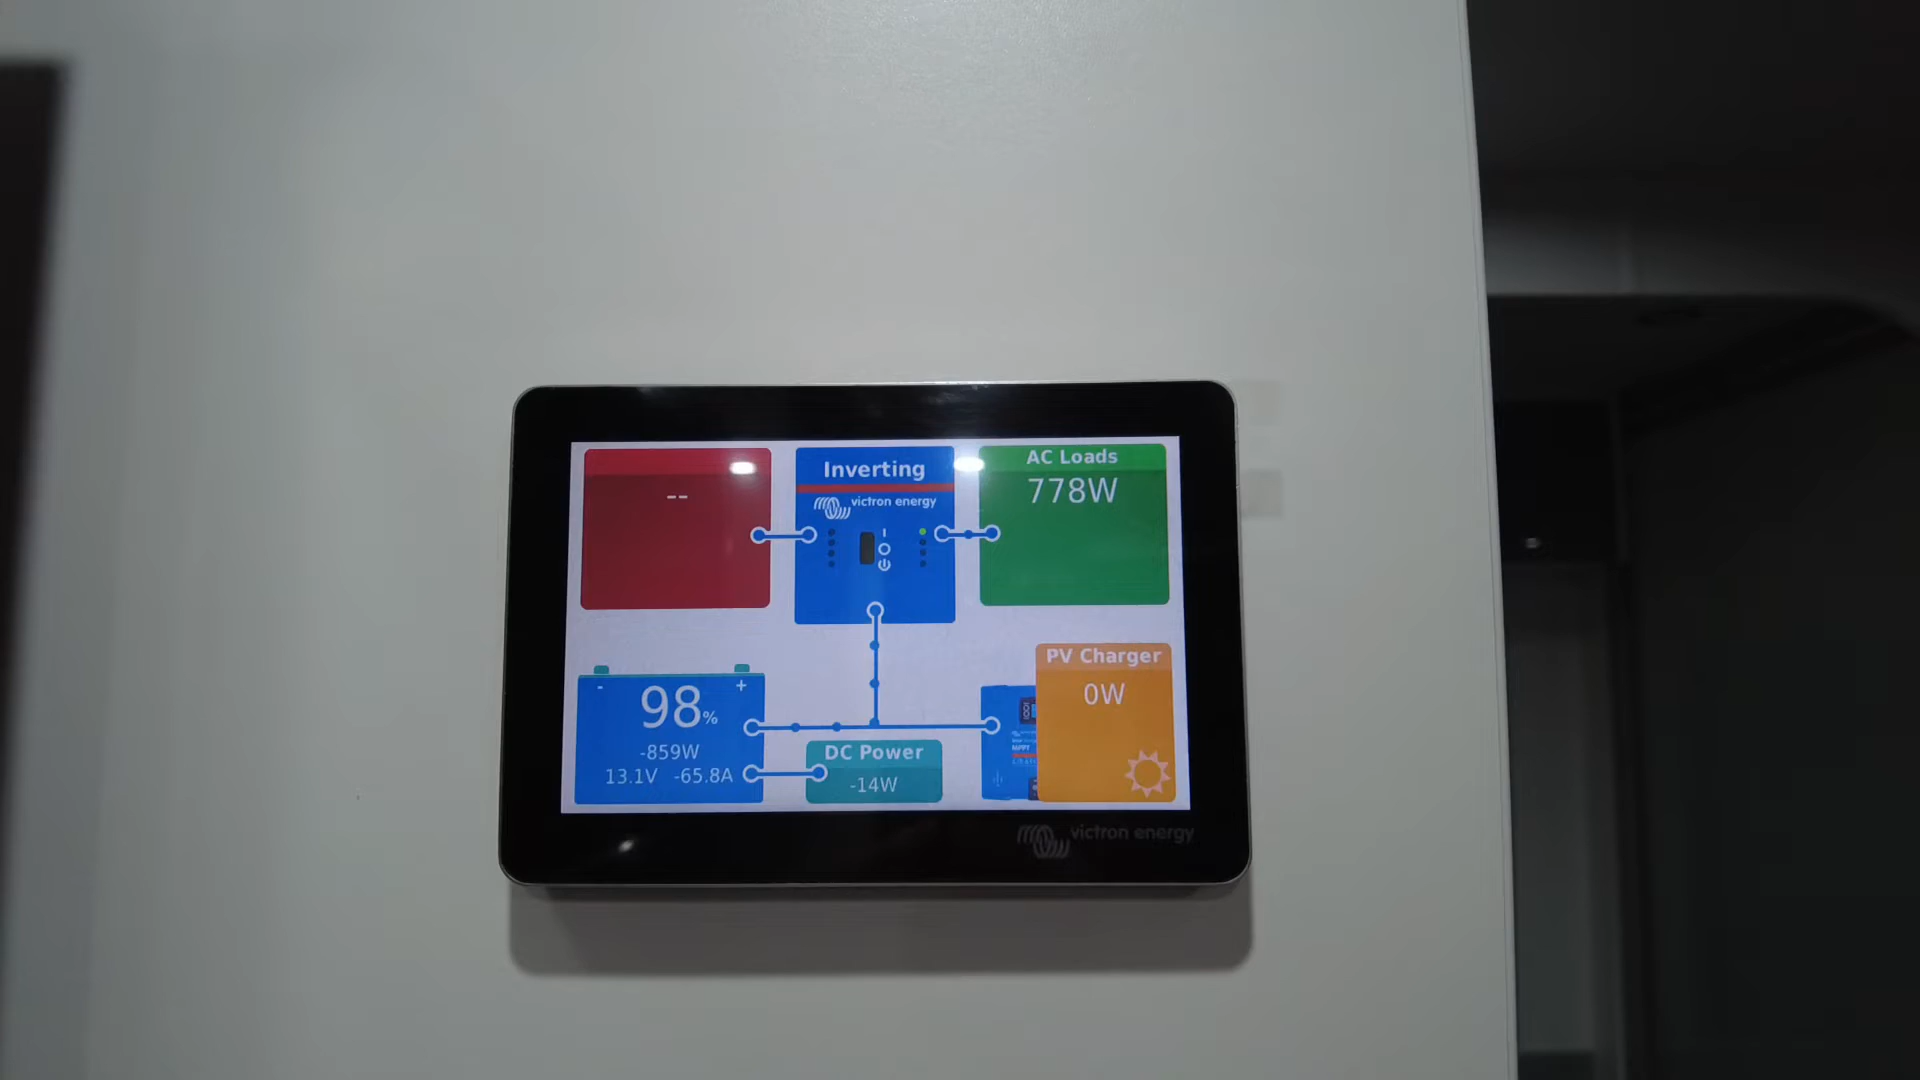 --
Inverting
victron energy
AC Loads
778W
PV Charger
0W
- +
98%
-859W
13.1V -65.8A
DC Power
-14W
victron energy